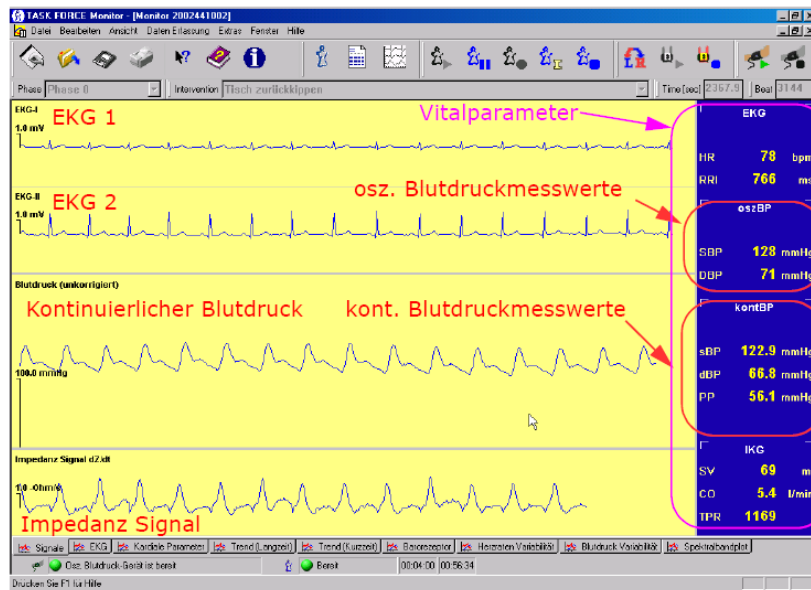 TASK FORCE Monitor - [Monitor 2002441002]
Datei Bearbeiten Ansicht Daten Erfassung Extras Fenster Hilfe
Phase Phase 0 Intervention Tisch zurückkippen Time [sec] 2367.9 Beat 3144
EKG-I
1.0 mV
EKG 1
Vitalparameter
EKG
HR 78 bpm
RRI 766 ms
EKG-II
1.0 mV
EKG 2
osz. Blutdruckmesswerte
oszBP
SBP 128 mmHg
DBP 71 mmHg
Blutdruck (unkorrigiert)
Kontinuierlicher Blutdruck
kont. Blutdruckmesswerte
100.0 mmHg
kontBP
sBP 122.9 mmHg
dBP 66.8 mmHg
PP 56.1 mmHg
Impedanz Signal dZ/dt
1.0 -Ohm/s
Impedanz Signal
IKG
SV 69 m
CO 5.4 l/min
TPR 1169
Signale EKG Kardiale Parameter Trend (Langzeit) Trend (Kurzzeit) Barorezeptor Herzraten Variabilität Blutdruck Variabilität Spektralbandplot
Osz. Blutdruck-Gerät ist bereit Bereit 00:04:00 00:56:34
Drücken Sie F1 für Hilfe